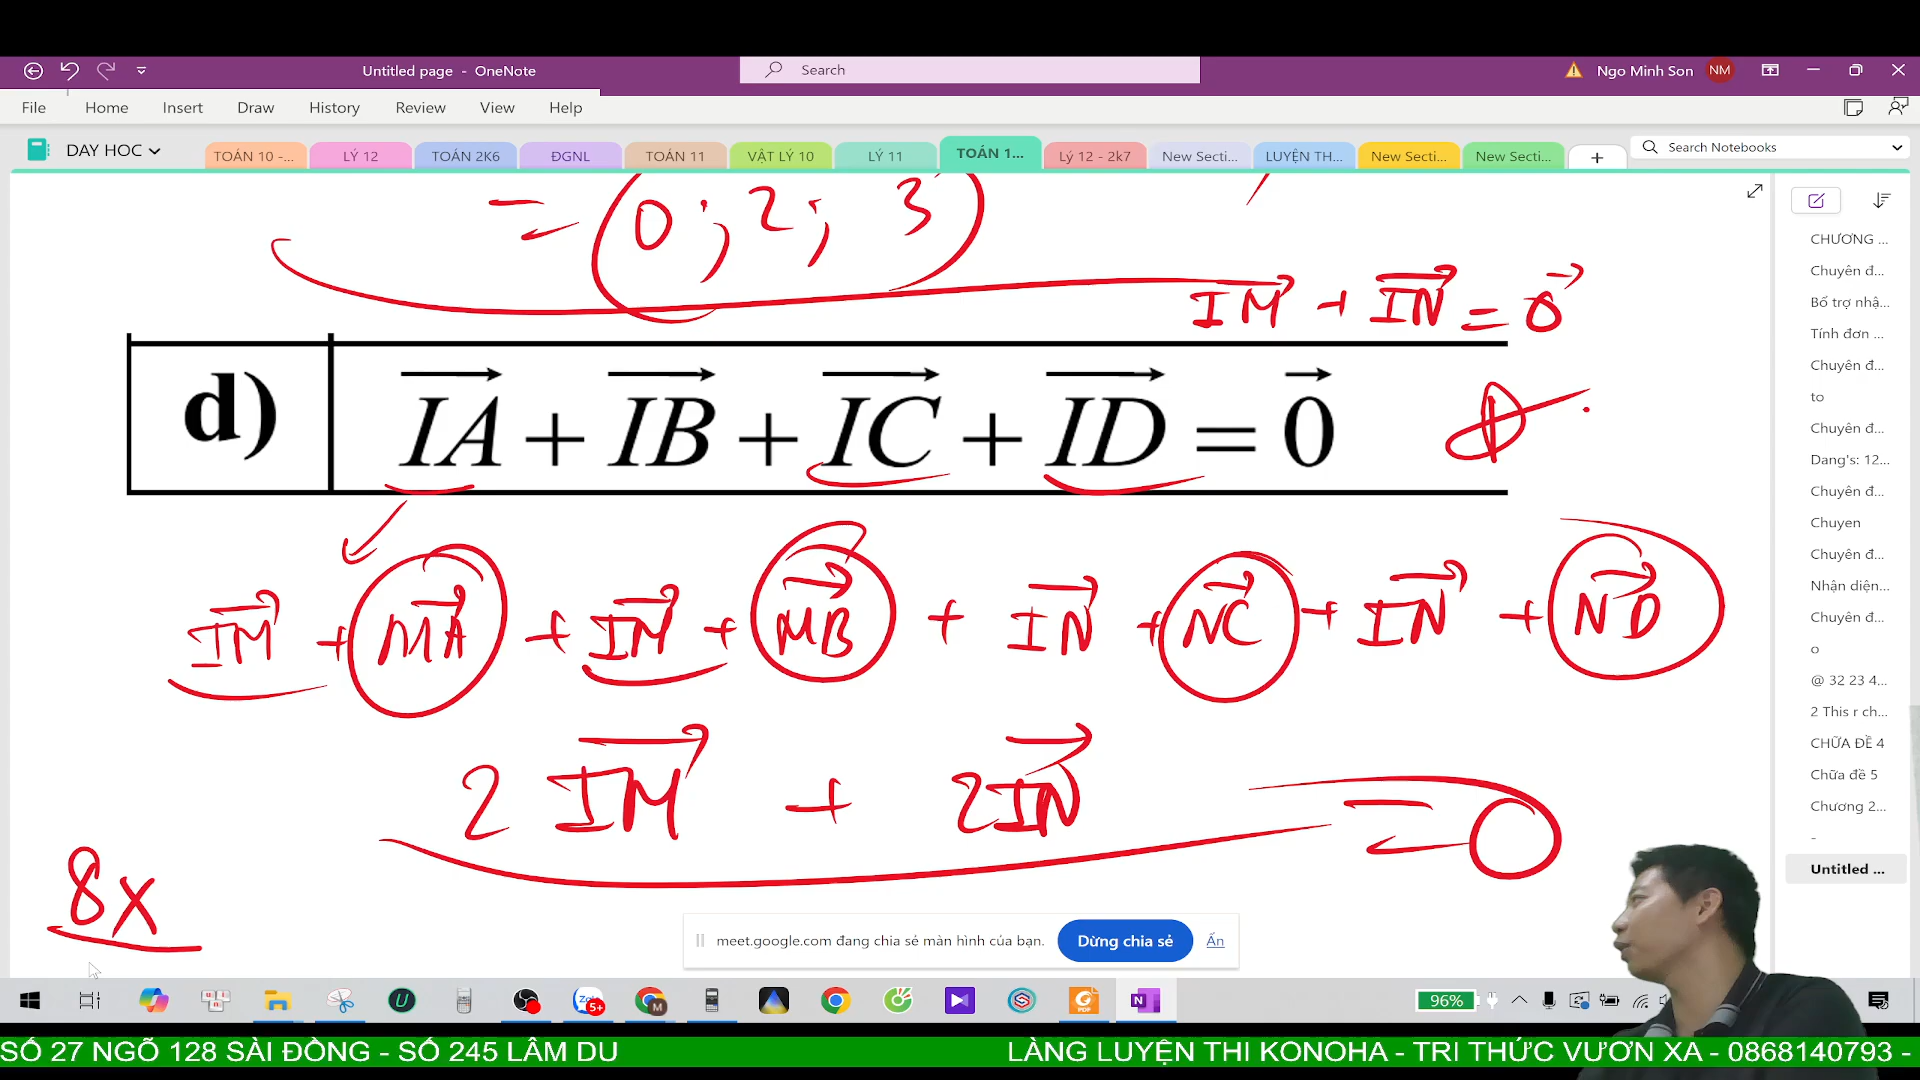 Untitled page - OneNote
Search
Ngo Minh Son
NM
File Home Insert Draw History Review View Help
DAY HOC
TOÁN 10 -...
LÝ 12
TOÁN 2K6
ĐGNL
TOÁN 11
VẬT LÝ 10
LÝ 11
TOÁN 1...
Lý 12 - 2k7
New Secti...
LUYỆN TH...
New Secti...
New Secti...
+
Search Notebooks
= (0; 2; 3)
IM + IN = 0
d) IA + IB + IC + ID = 0
Đ
IM + MA + IM + MB + IN + NC + IN + ND
2 IM + 2IN = 0
8x
CHƯƠNG ...
Chuyên đ...
Bổ trợ nhậ...
Tính đơn ...
Chuyên đ...
to
Chuyên đ...
Dang's: 12...
Chuyên đ...
Chuyen
Chuyên đ...
Nhận diện...
Chuyên đ...
o
@ 32 23 4...
2 This r ch...
CHỮA ĐỀ 4
Chữa đề 5
Chương 2...
-
Untitled ...
meet.google.com đang chia sẻ màn hình của bạn.
Dừng chia sẻ
Ẩn
96%
SỐ 27 NGÕ 128 SÀI ĐỒNG - SỐ 245 LÂM DU
LÀNG LUYỆN THI KONOHA - TRI THỨC VƯƠN XA - 0868140793 -